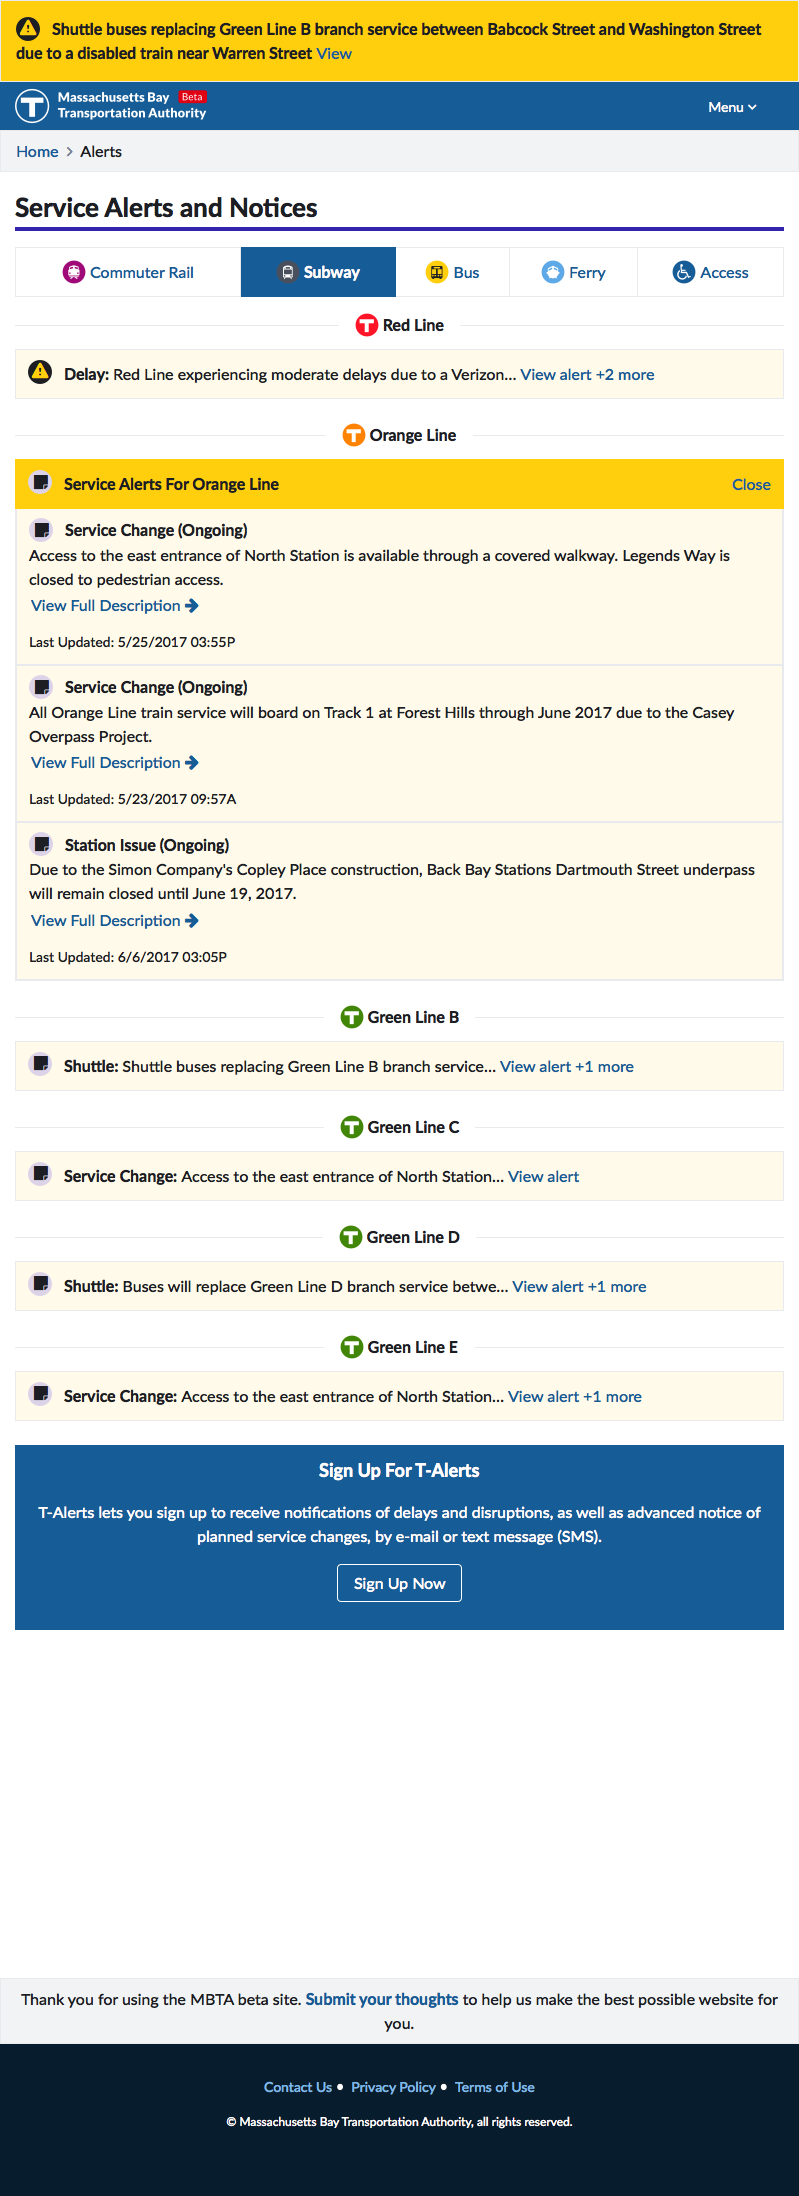 Shuttle buses replacing Green Line B branch service between Babcock Street and Washington Street
due to a disabled train near Warren Street View
Massachusetts Bay Beta
Transportation Authority
Menu
Home > Alerts
Service Alerts and Notices
Commuter Rail Subway Bus Ferry Access
T Red Line
Delay: Red Line experiencing moderate delays due to a Verizon... View alert +2 more
T Orange Line
Service Alerts For Orange Line Close
Service Change (Ongoing)
Access to the east entrance of North Station is available through a covered walkway. Legends Way is
closed to pedestrian access.
View Full Description
Last Updated: 5/25/2017 03:55P
Service Change (Ongoing)
All Orange Line train service will board on Track 1 at Forest Hills through June 2017 due to the Casey
Overpass Project.
View Full Description
Last Updated: 5/23/2017 09:57A
Station Issue (Ongoing)
Due to the Simon Company's Copley Place construction, Back Bay Stations Dartmouth Street underpass
will remain closed until June 19, 2017.
View Full Description
Last Updated: 6/6/2017 03:05P
T Green Line B
Shuttle: Shuttle buses replacing Green Line B branch service... View alert +1 more
T Green Line C
Service Change: Access to the east entrance of North Station... View alert
T Green Line D
Shuttle: Buses will replace Green Line D branch service betwe... View alert +1 more
T Green Line E
Service Change: Access to the east entrance of North Station... View alert +1 more
Sign Up For T-Alerts
T-Alerts lets you sign up to receive notifications of delays and disruptions, as well as advanced notice of
planned service changes, by e-mail or text message (SMS).
Sign Up Now
Thank you for using the MBTA beta site. Submit your thoughts to help us make the best possible website for
you.
Contact Us • Privacy Policy • Terms of Use
© Massachusetts Bay Transportation Authority, all rights reserved.